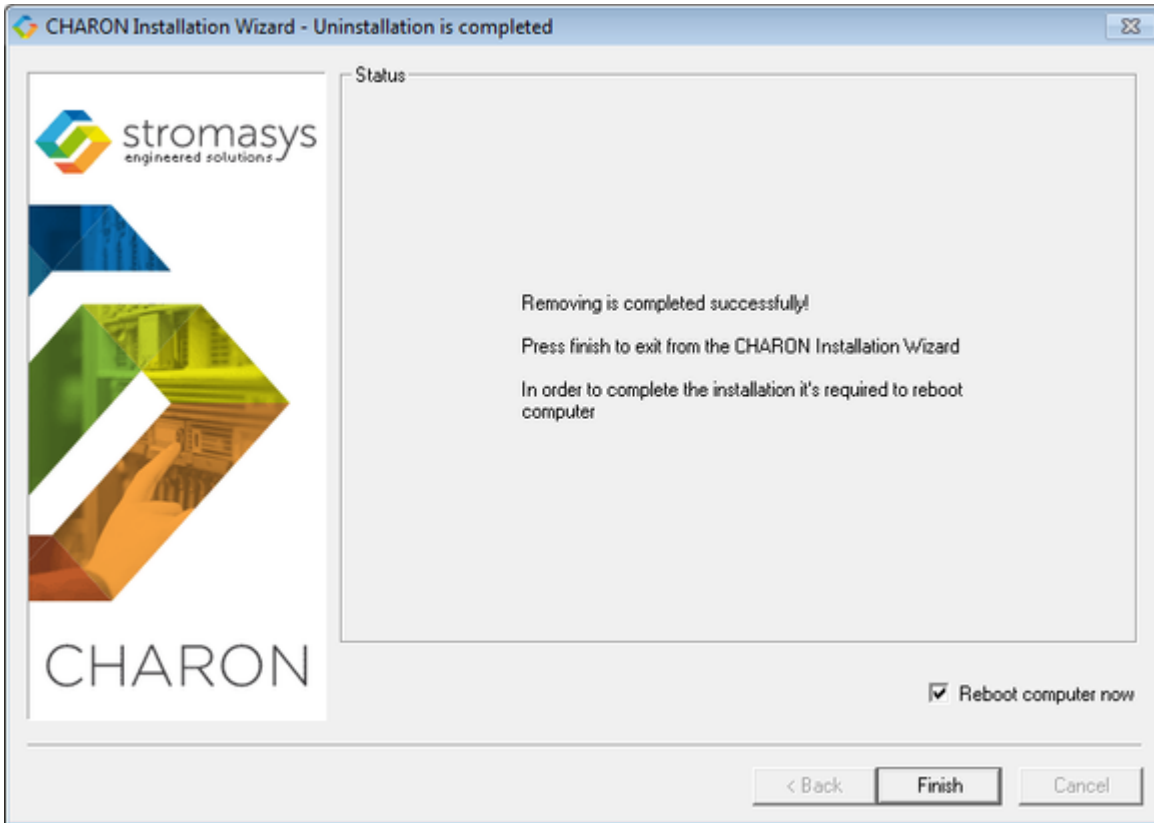 CHARON Installation Wizard - Uninstallation is completed
Status
stromasys
engineered solutions
Removing is completed successfully!
Press finish to exit from the CHARON Installation Wizard
In order to complete the installation it's required to reboot
computer
CHARON
Reboot computer now
< Back
Finish
Cancel